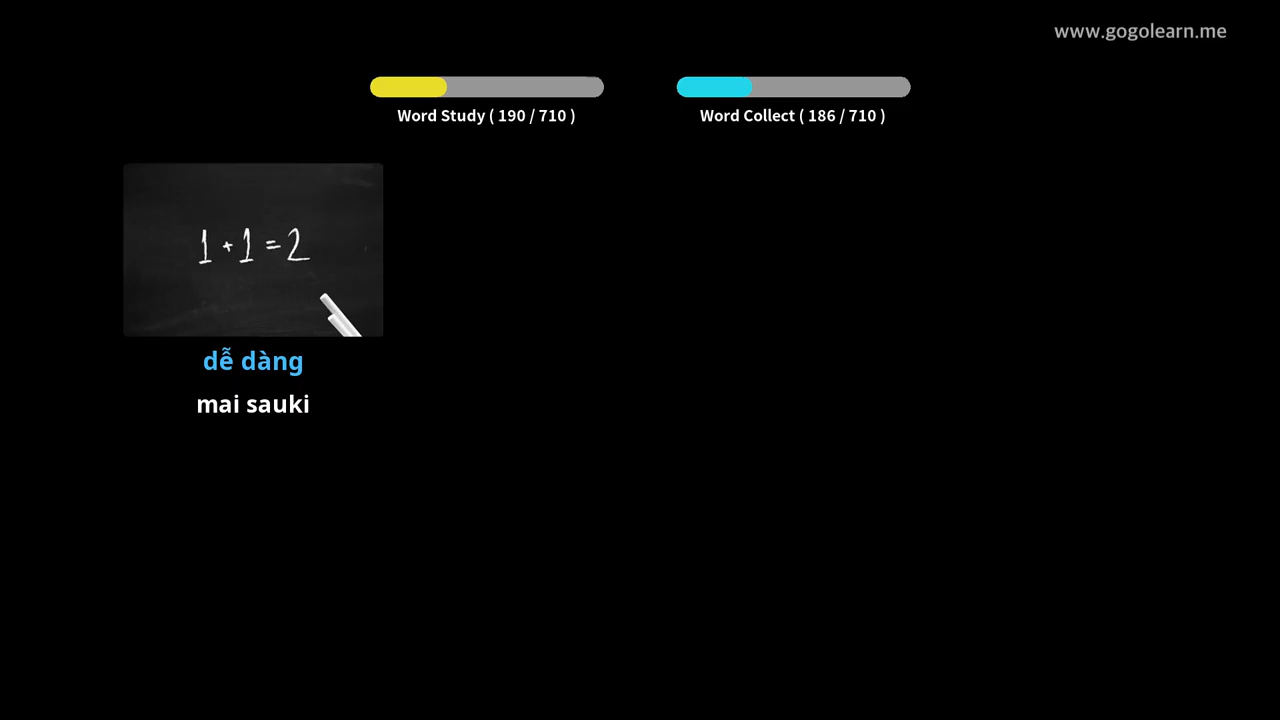 www.gogolearn.me
Word Study ( 190 / 710 )
Word Collect ( 186 / 710 )
1 + 1 = 2
dễ dàng
mai sauki